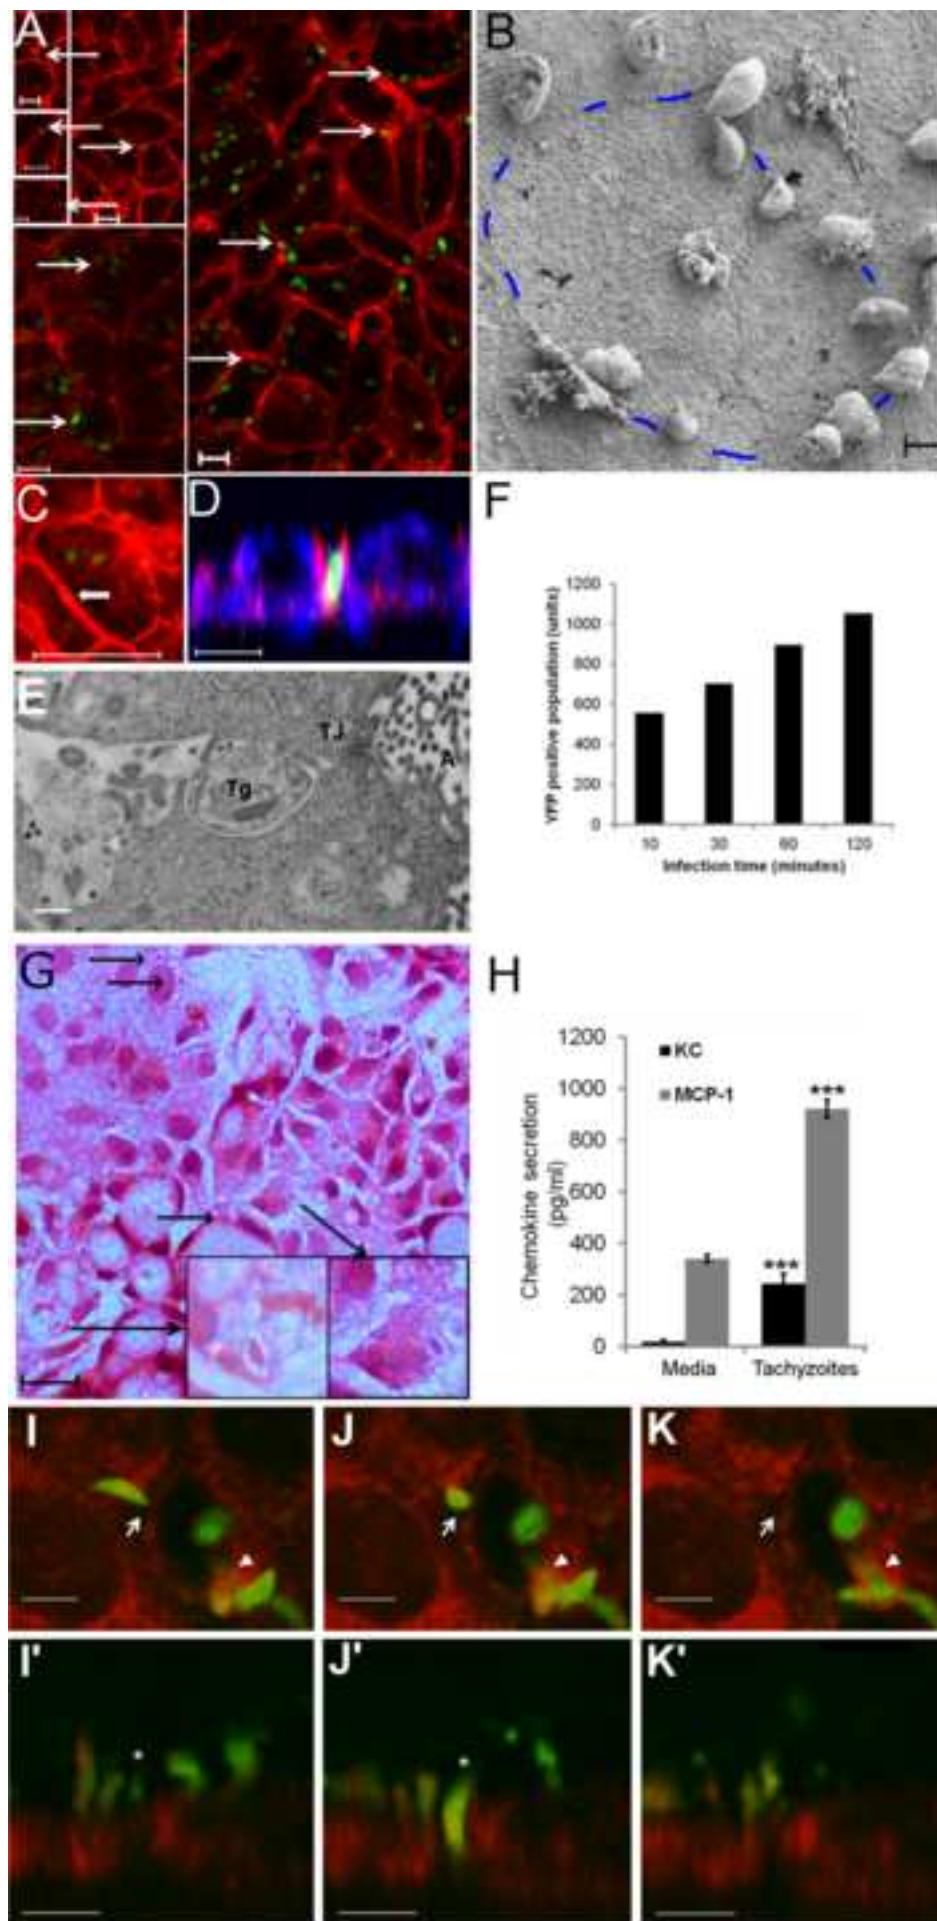 A
B
C
D
F
YFP positive population (units)
1200
1000
800
600
400
200
0
10
30
60
120
Infection time (minutes)
E
TJ
A
Tg
G
H
Chemokine secretion
(pg/ml)
1200
1000
800
600
400
200
0
KC
MCP-1
***
***
Media
Tachyzoites
I
J
K
I'
J'
K'